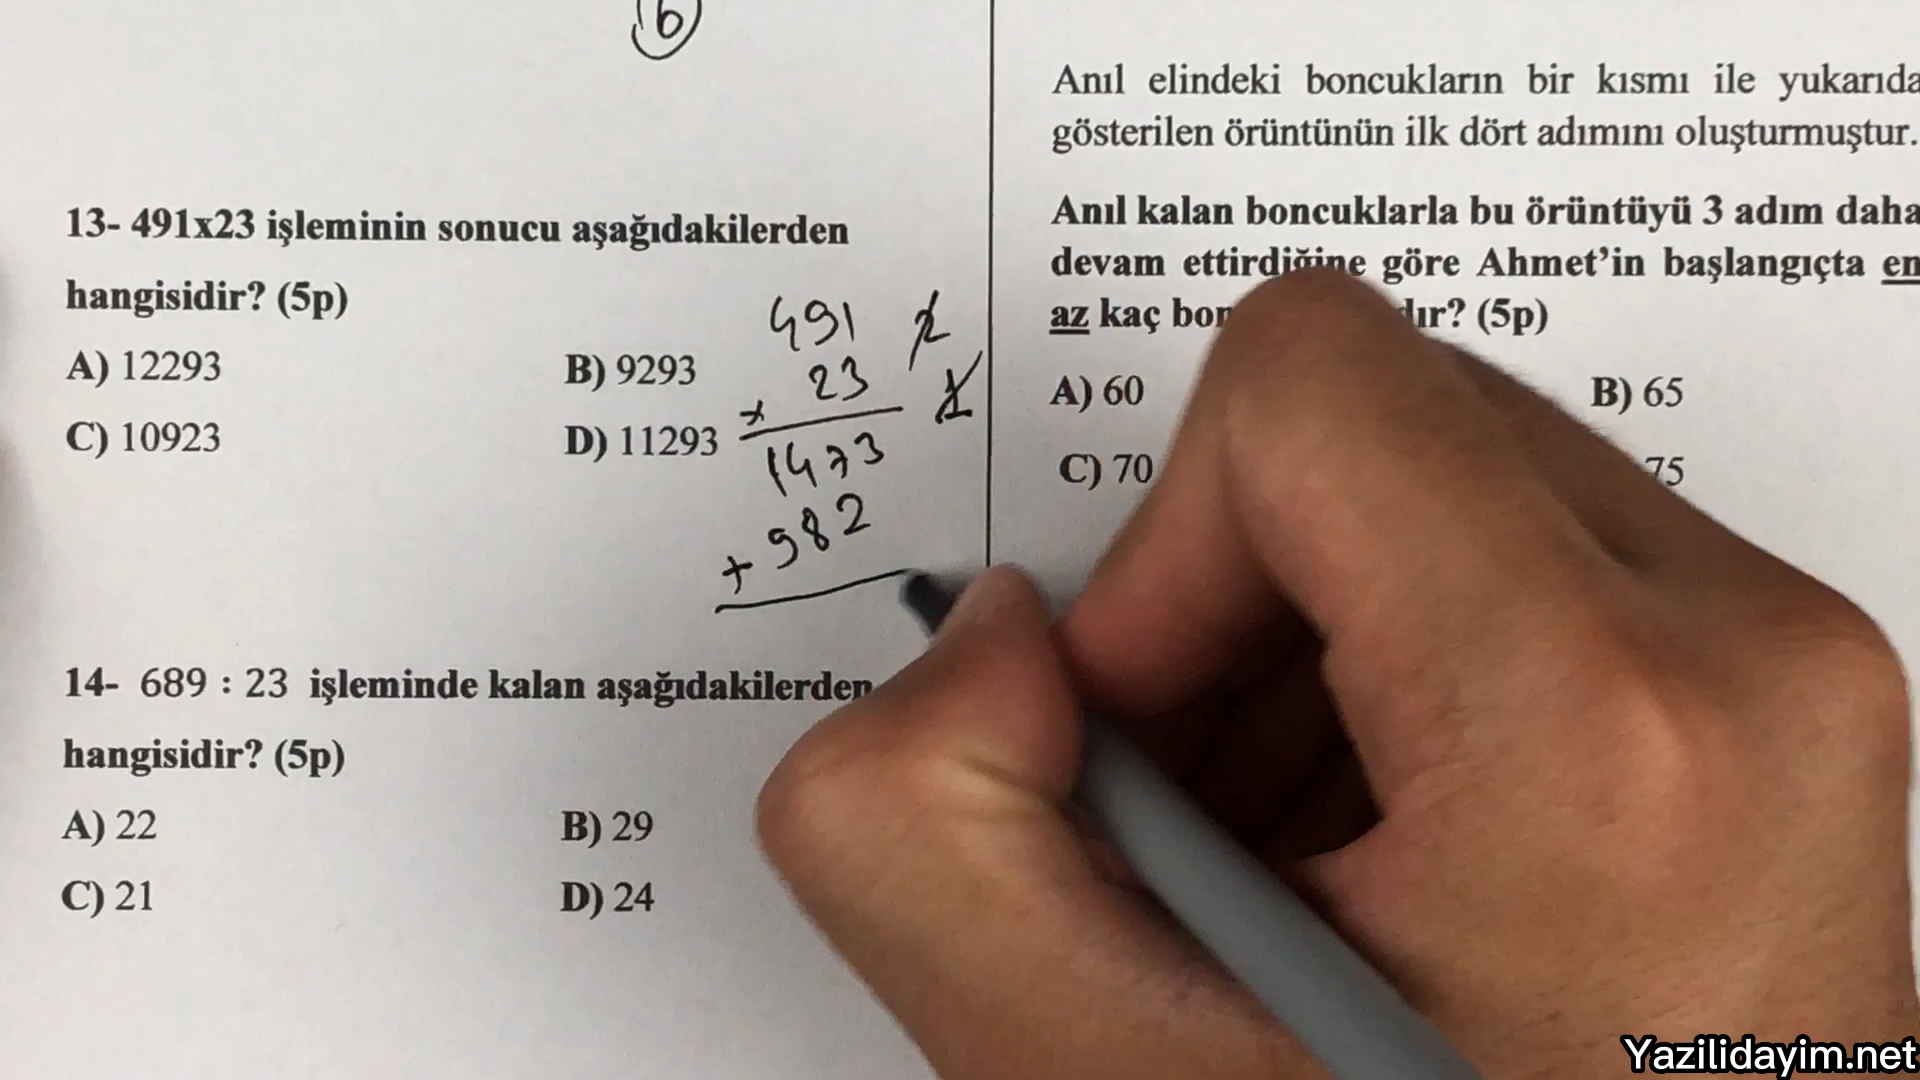 6
13- 491x23 işleminin sonucu aşağıdakilerden
hangisidir? (5p)
A) 12293
B) 9293
C) 10923
D) 11293
491 2
x 23 1
1473
+ 982
14- 689 : 23 işleminde kalan aşağıdakilerden
hangisidir? (5p)
A) 22
B) 29
C) 21
D) 24
Anıl elindeki boncukların bir kısmı ile yukarıda
gösterilen örüntünün ilk dört adımını oluşturmuştur.
Anıl kalan boncuklarla bu örüntüyü 3 adım daha
devam ettirdiğine göre Ahmet’in başlangıçta en
az kaç bon dır? (5p)
A) 60
B) 65
C) 70
75
Yazilidayim.net